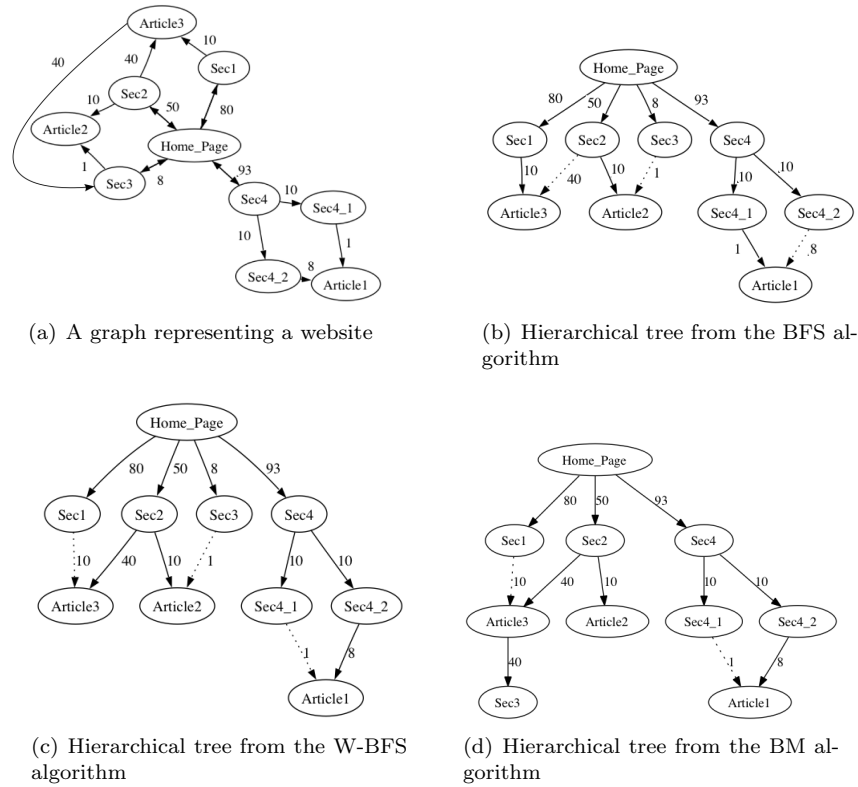 Article3
10
40
40
Sec1
Sec2
10
50
80
Article2
Home_Page
1
Sec3
8
93
Sec4
10
Sec4_1
10
1
Sec4_2
8
Article1
(a) A graph representing a website
Home_Page
80
50
8
93
Sec1
Sec2
Sec3
Sec4
10
40
10
1
10
10
Article3
Article2
Sec4_1
Sec4_2
1
8
Article1
(b) Hierarchical tree from the BFS al-
gorithm
Home_Page
80
50
8
93
Sec1
Sec2
Sec3
Sec4
10
40
10
1
10
10
Article3
Article2
Sec4_1
Sec4_2
1
8
Article1
(c) Hierarchical tree from the W-BFS
algorithm
Home_Page
80
50
93
Sec1
Sec2
Sec4
10
40
10
10
10
Article3
Article2
Sec4_1
Sec4_2
40
1
8
Sec3
Article1
(d) Hierarchical tree from the BM al-
gorithm